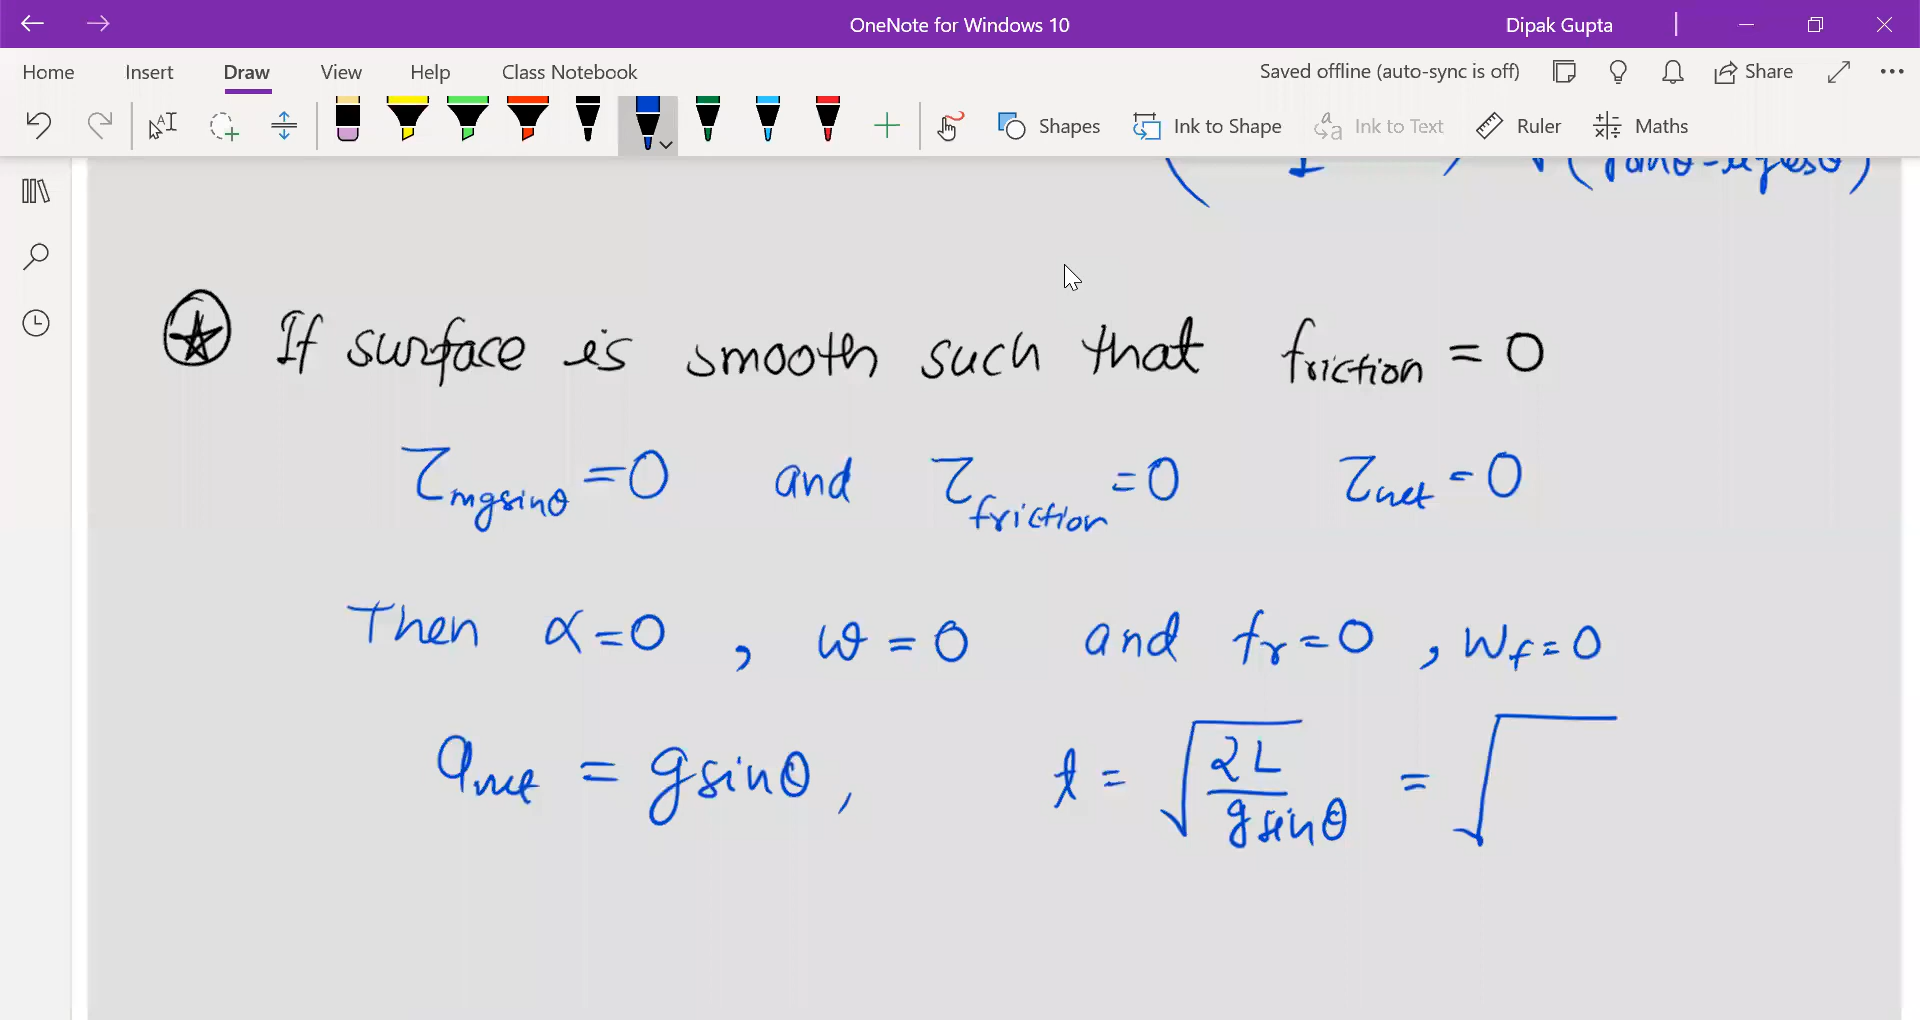 OneNote for Windows 10
Dipak Gupta
Home Insert Draw View Help Class Notebook
Saved offline (auto-sync is off) Share
Shapes Ink to Shape Ink to Text Ruler Maths
If surface is smooth such that friction = 0
τmgsinθ = 0 and τfriction = 0 τnet = 0
Then α = 0 , ω = 0 and fr = 0 , Wf = 0
anet = gsinθ , t = √(2L/gsinθ) = √